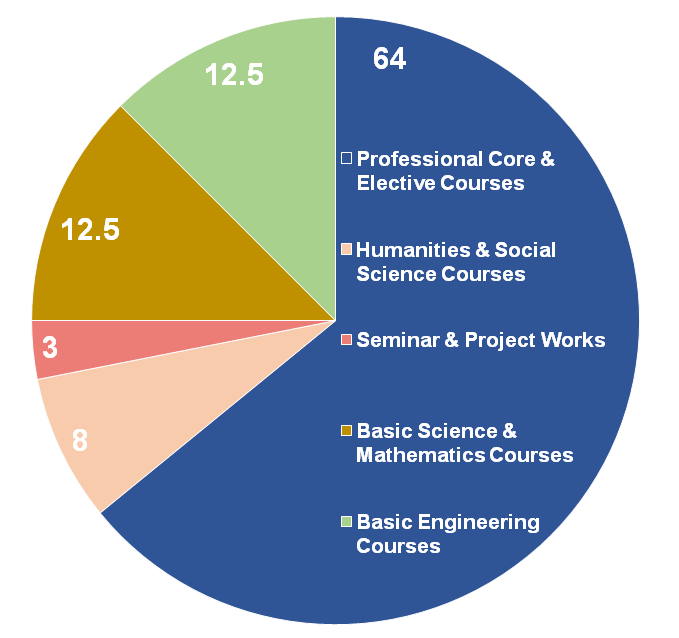 64
12.5
12.5
3
8
Professional Core &
Elective Courses
Humanities & Social
Science Courses
Seminar & Project Works
Basic Science &
Mathematics Courses
Basic Engineering
Courses